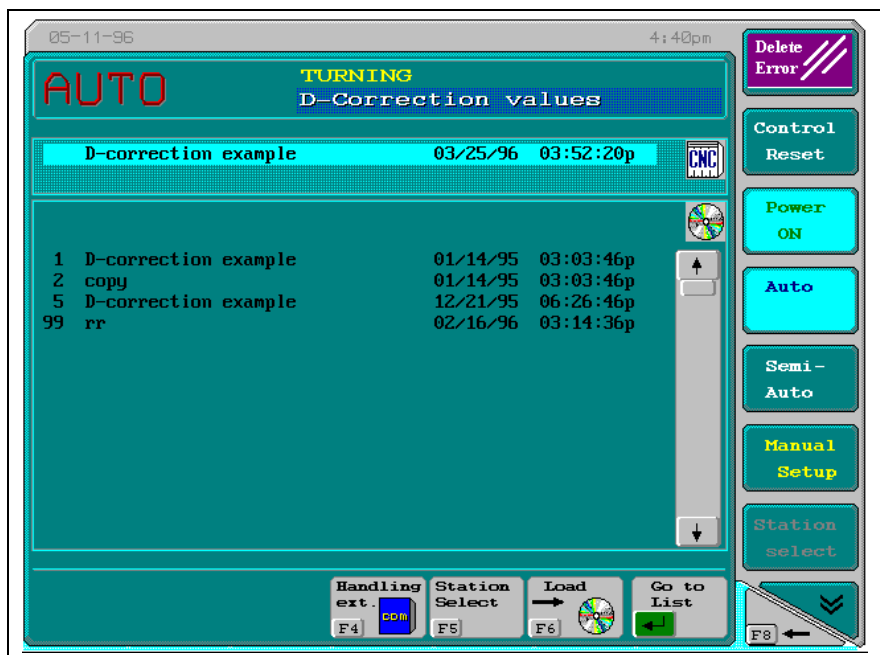 05-11-96 4:40pm
AUTO
TURNING
D-Correction values
D-correction example 03/25/96 03:52:20p
CNC
1 D-correction example 01/14/95 03:03:46p
2 copy 01/14/95 03:03:46p
5 D-correction example 12/21/95 06:26:46p
99 rr 02/16/96 03:14:36p
Handling ext. COM F4
Station Select F5
Load F6
Go to List
Delete Error
Control Reset
Power ON
Auto
Semi-Auto
Manual Setup
Station select
F8